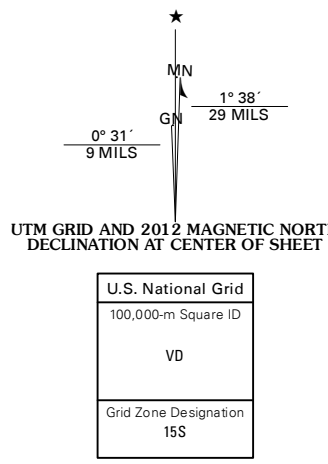 ★
MN
1° 38´
29 MILS
GN
0° 31´
9 MILS
UTM GRID AND 2012 MAGNETIC NORT
DECLINATION AT CENTER OF SHEET
U.S. National Grid
100,000-m Square ID
VD
Grid Zone Designation
15S